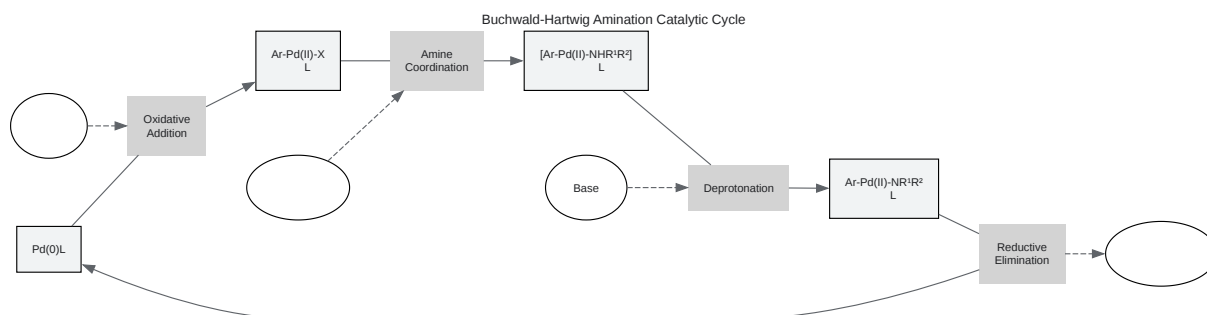 Buchwald-Hartwig Amination Catalytic Cycle
Ar-Pd(II)-X
L
Amine
Coordination
[Ar-Pd(II)-NHR¹R²]
L
Oxidative
Addition
Base
Deprotonation
Ar-Pd(II)-NR¹R²
L
Pd(0)L
Reductive
Elimination